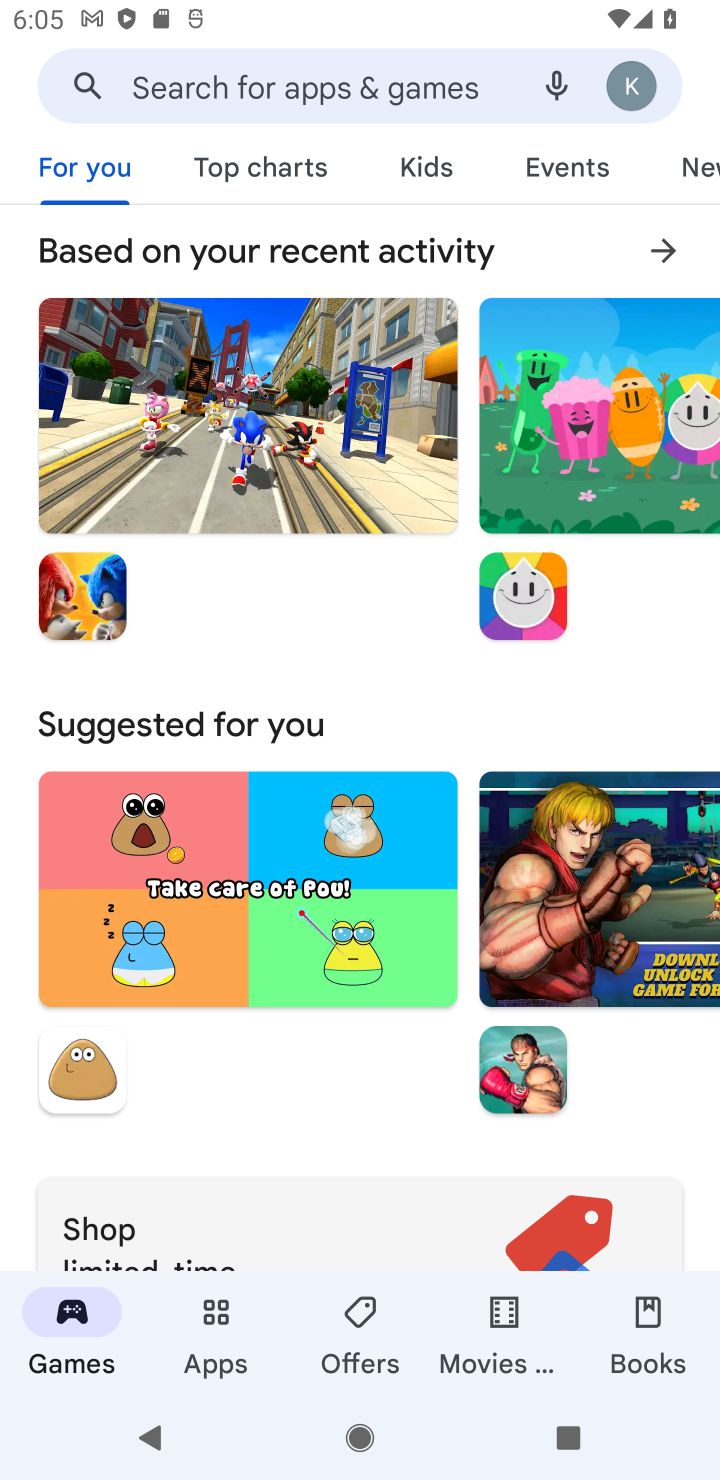 6:05
Search for apps & games
K
For you Top charts Kids Events
Based on your recent activity
Suggested for you
z
z
z
Take care of Pou!
DOWNL
UNLOCK
GAME FOR
Shop
limited-time
Games Apps Offers Movies ... Books